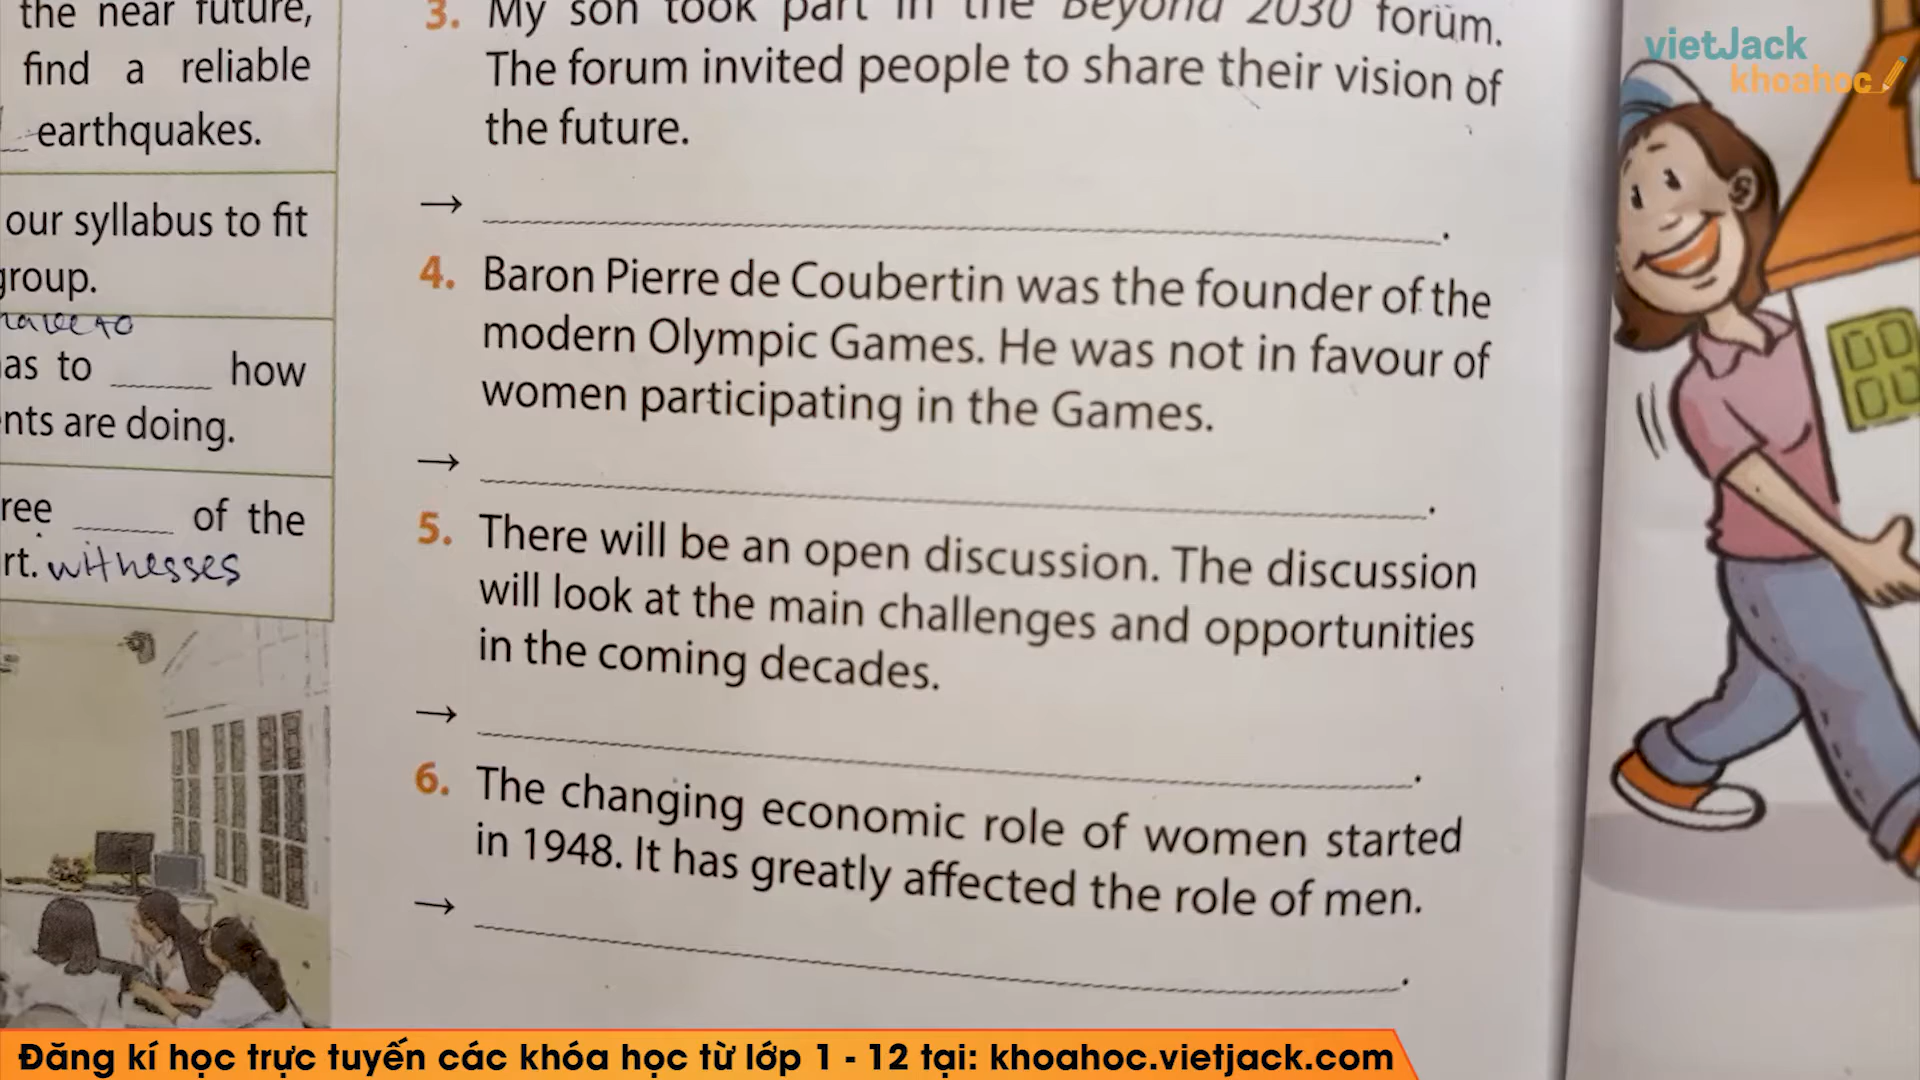 the near future,
find a reliable
earthquakes.
our syllabus to fit
group.
have to
as to ______ how
nts are doing.
ree ______ of the
rt. witnesses
3. My son took part in the Beyond 2030 forum.
The forum invited people to share their vision of
the future.
→ ______.
4. Baron Pierre de Coubertin was the founder of the
modern Olympic Games. He was not in favour of
women participating in the Games.
→ ______.
5. There will be an open discussion. The discussion
will look at the main challenges and opportunities
in the coming decades.
→ ______.
6. The changing economic role of women started
in 1948. It has greatly affected the role of men.
→ ______.
vietJack
khoahoc
Đăng kí học trực tuyến các khóa học từ lớp 1 - 12 tại: khoahoc.vietjack.com